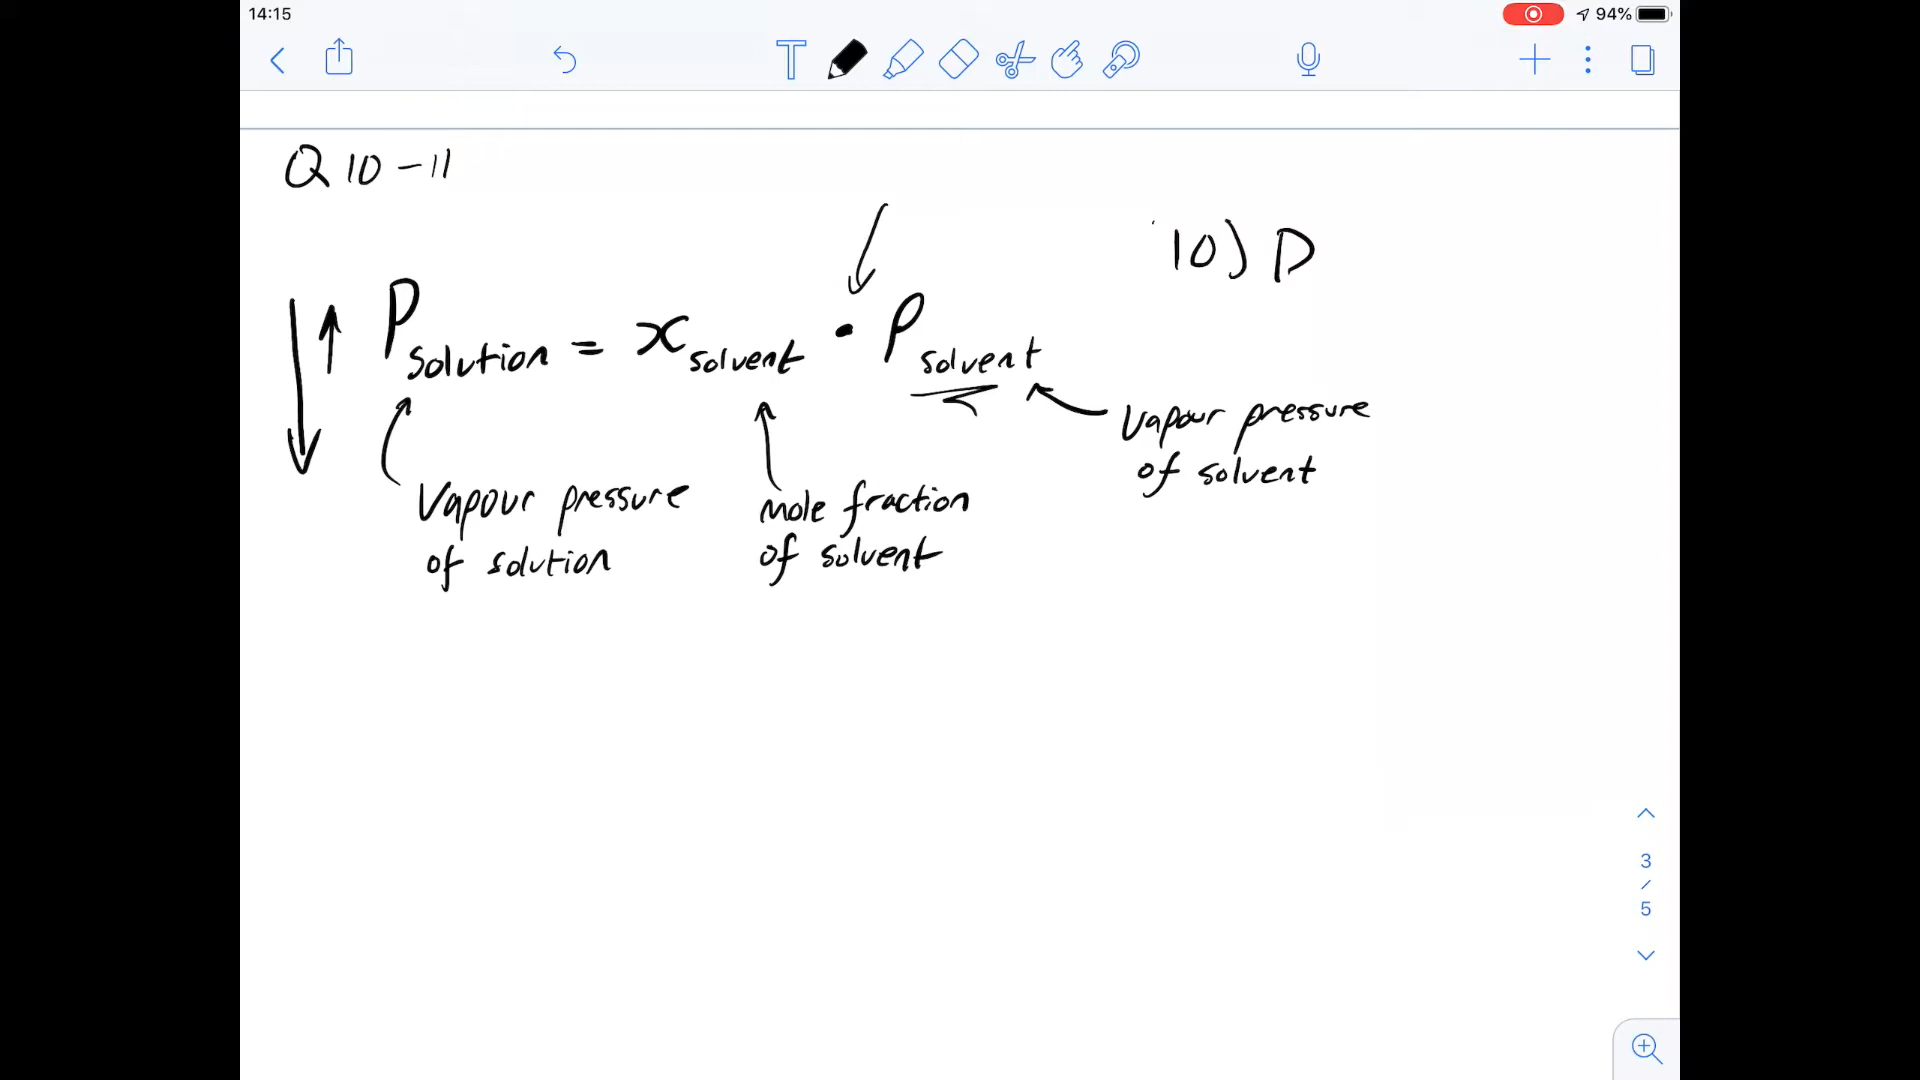 14:15
94%
T
Q 10-11
10) D
P solution = x solvent · P solvent
Vapour pressure
of solvent
Vapour pressure
of solution
mole fraction
of solvent
3
/
5